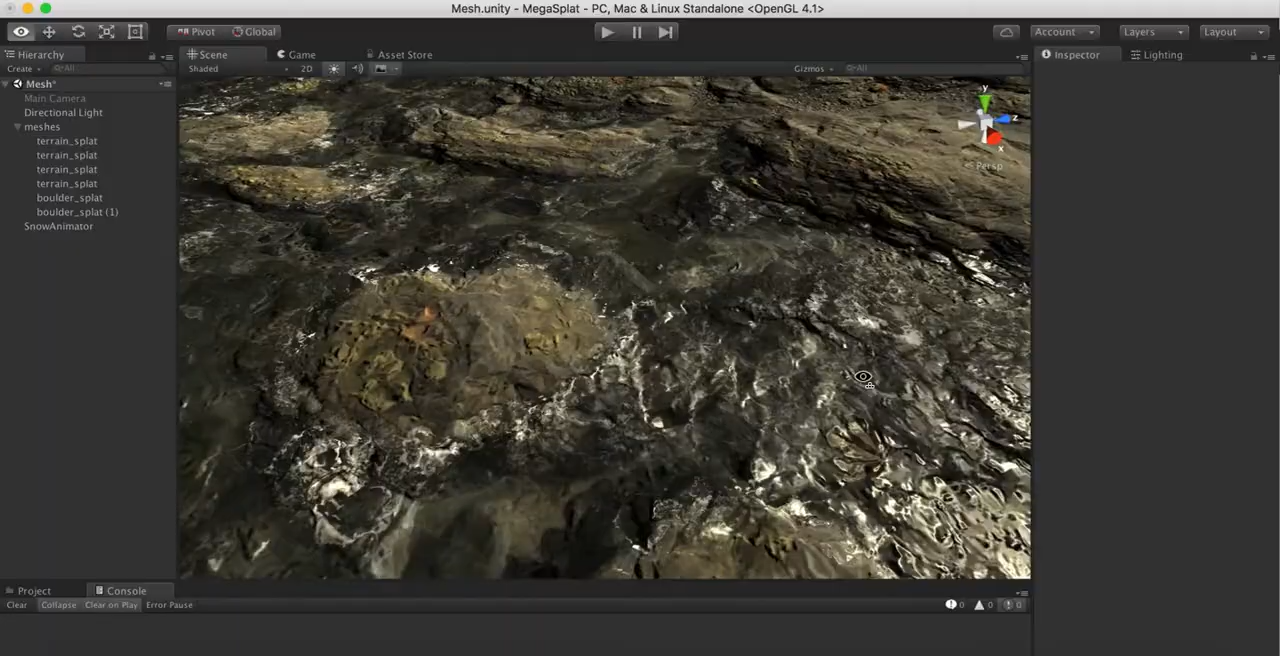 Mesh.unity - MegaSplat - PC, Mac & Linux Standalone <OpenGL 4.1>
Pivot Global Account Layers Layout
Hierarchy Scene Game Asset Store Inspector Lighting
Create All Shaded 2D Gizmos All
Mesh*
Main Camera
Directional Light
meshes
terrain_splat
terrain_splat
terrain_splat
terrain_splat
boulder_splat
boulder_splat (1)
SnowAnimator
y
z
x
Persp
Project Console
Clear Collapse Clear on Play Error Pause 0 0 0